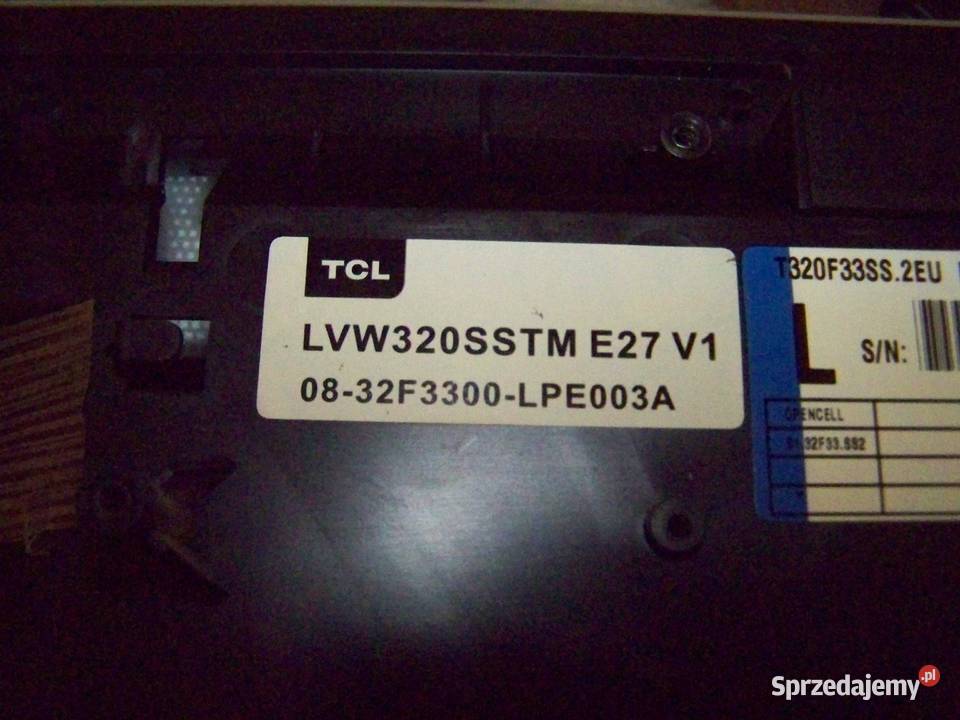 TCL
LVW320SSTM E27 V1
08-32F3300-LPE003A
T320F33SS.2EU
L
S/N:
OPENCELL
Sprzedajemy.pl